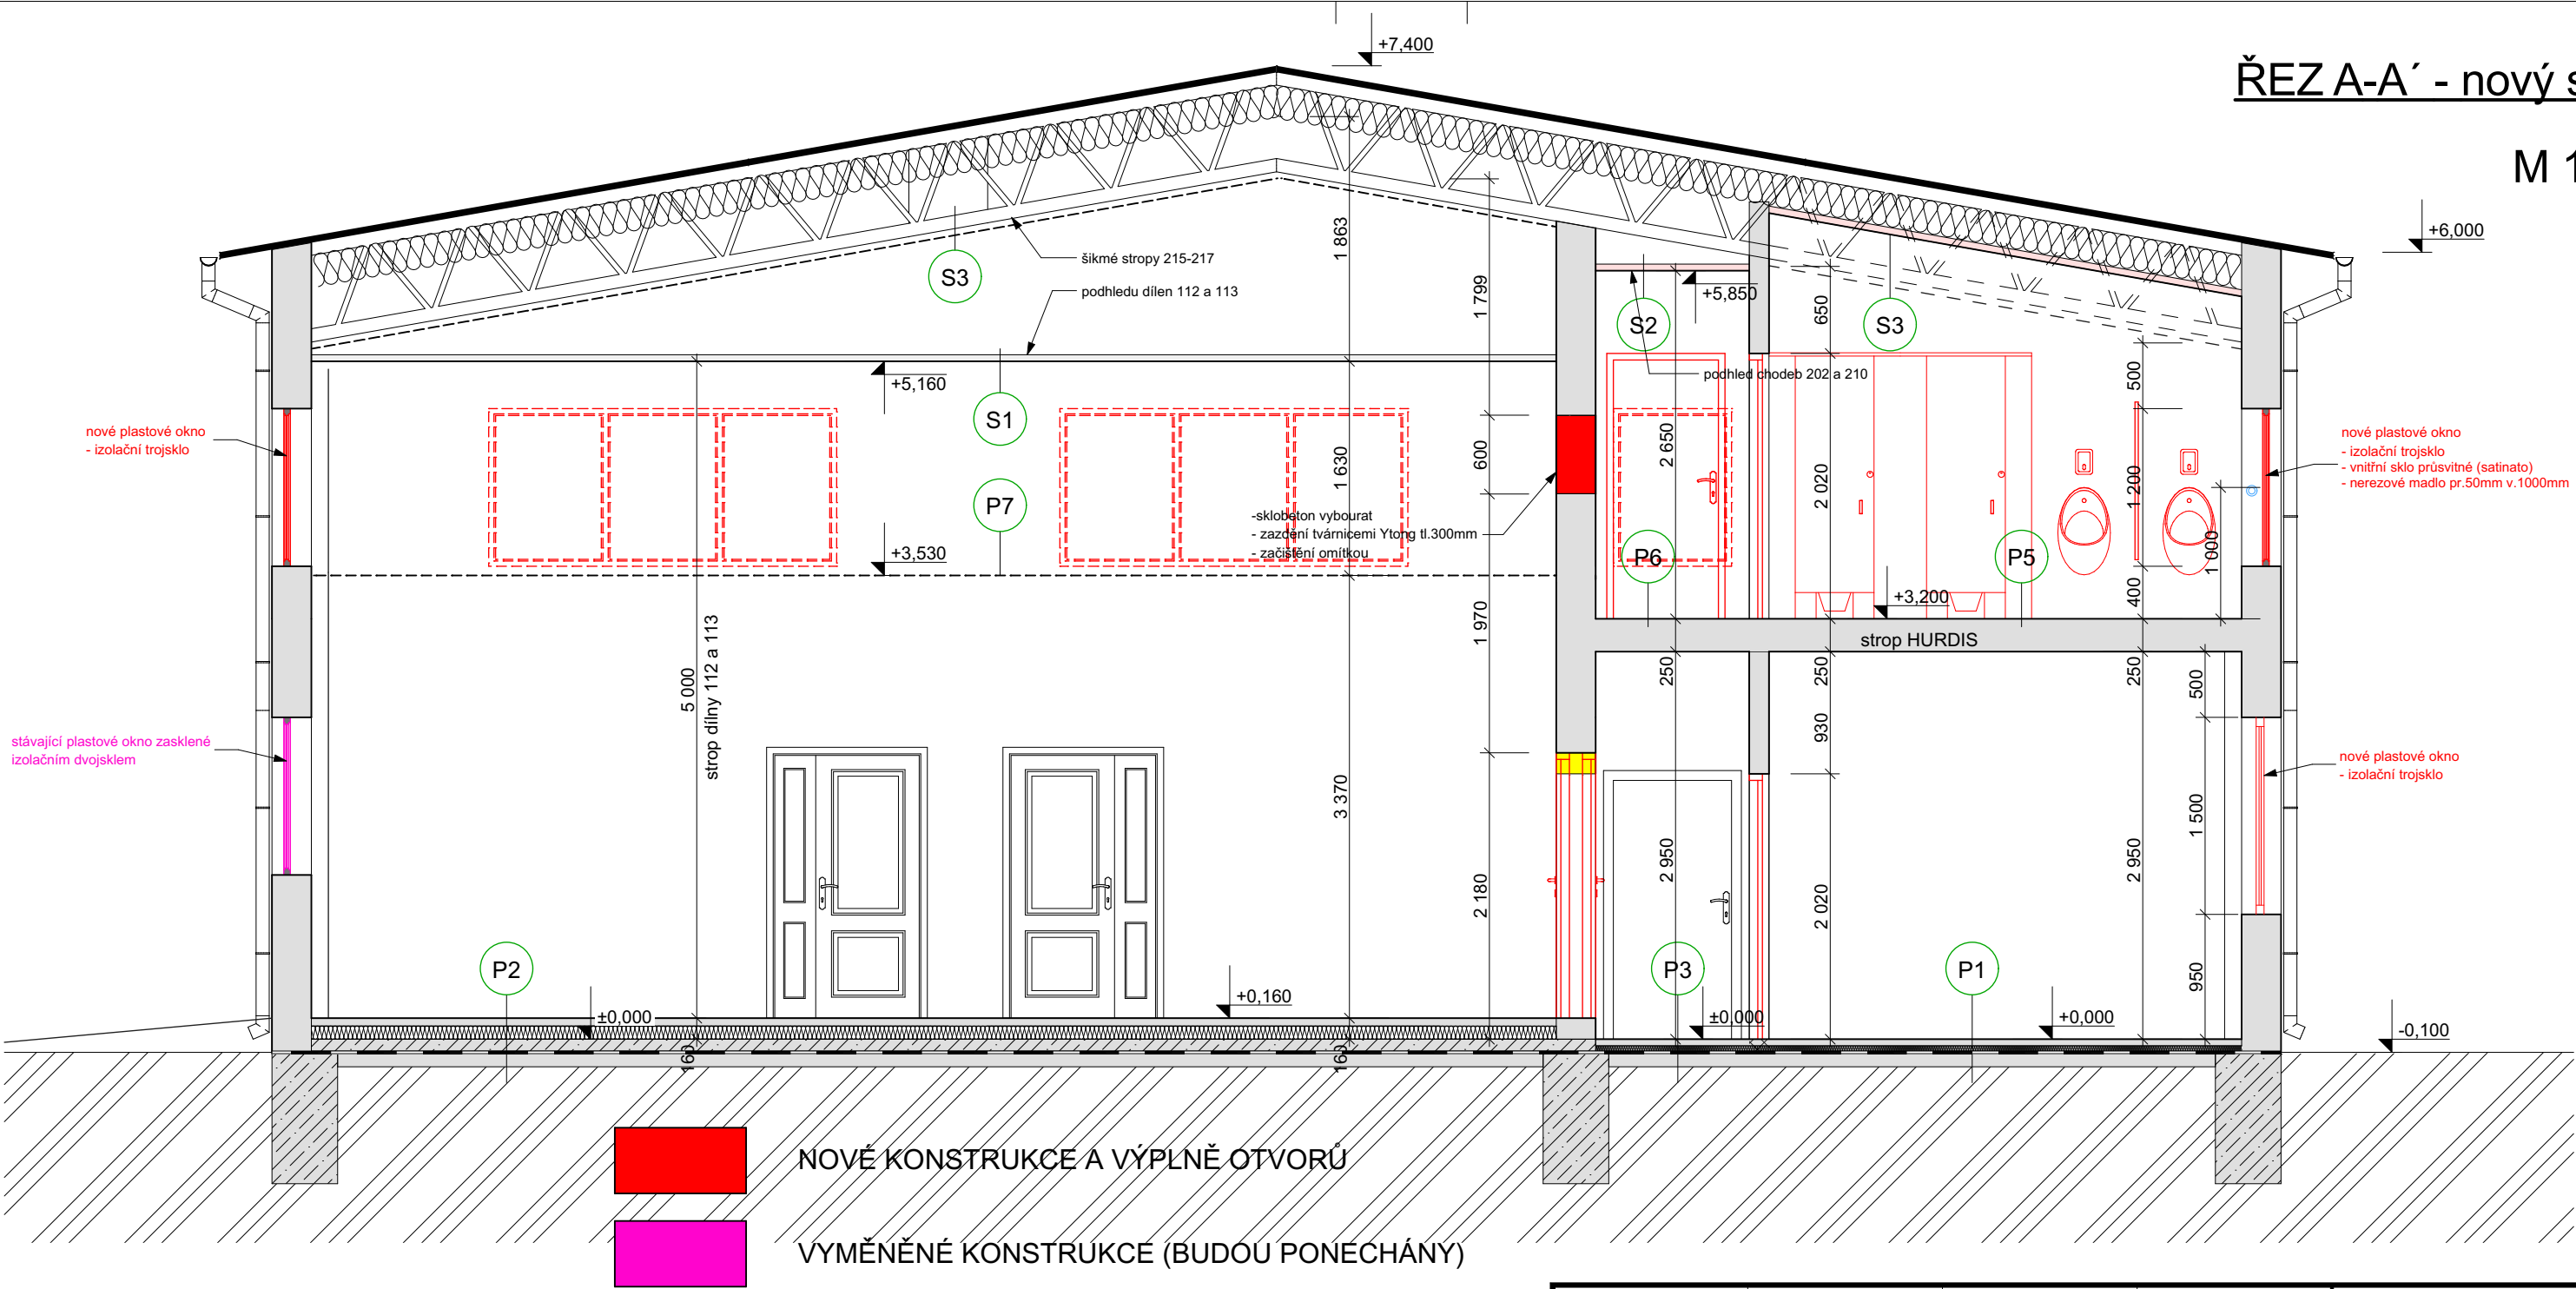 +7,400
ŘEZ A-A´ - nový s
M 1
+6,000
1 863
šikmé stropy 215-217
S3
podhledu dílen 112 a 113
1 799
+5,850
S2
650
S3
+5,160
podhled chodeb 202 a 210
500
S1
nové plastové okno
- izolační trojsklo
1 630
600
2 650
2 020
1 200
nové plastové okno
- izolační trojsklo
- vnitřní sklo průsvitné (satinato)
- nerezové madlo pr.50mm v.1000mm
P7
-sklobeton vybourat
- zazdění tvárnicemi Ytong tl.300mm
- začistění omítkou
+3,530
P6
P5
1 000
+3,200
400
1 970
strop HURDIS
5 000
strop dílny 112 a 113
250
250
250
500
930
stávající plastové okno zasklené
izolačním dvojsklem
nové plastové okno
- izolační trojsklo
3 370
2 180
2 950
2 020
2 950
1 500
950
P2
P3
P1
±0,000
+0,160
±0,000
+0,000
-0,100
160
160
NOVÉ KONSTRUKCE A VÝPLNĚ OTVORŮ
VYMĚNĚNÉ KONSTRUKCE (BUDOU PONECHÁNY)